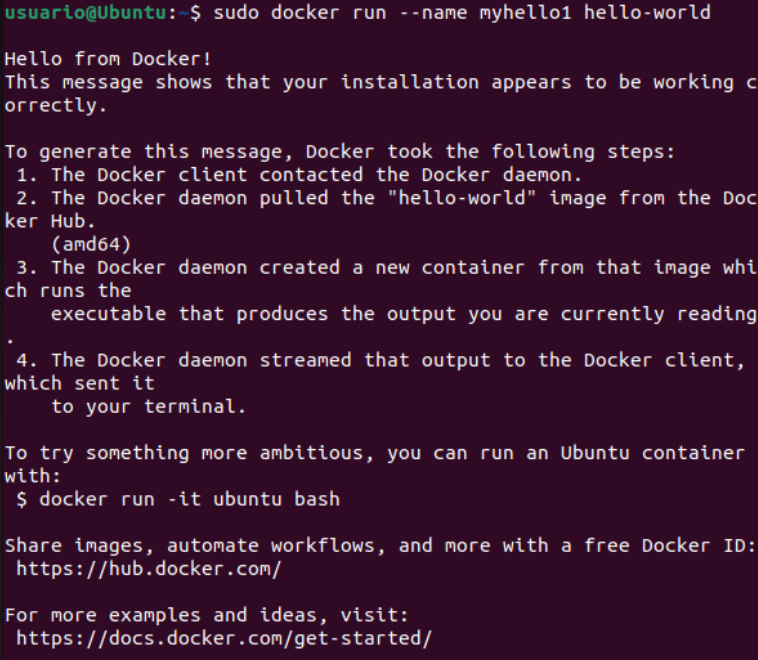 usuario@Ubuntu:~$ sudo docker run --name myhello1 hello-world
Hello from Docker!
This message shows that your installation appears to be working c
orrectly.
To generate this message, Docker took the following steps:
 1. The Docker client contacted the Docker daemon.
 2. The Docker daemon pulled the "hello-world" image from the Doc
ker Hub.
    (amd64)
 3. The Docker daemon created a new container from that image whi
ch runs the
    executable that produces the output you are currently reading
.
 4. The Docker daemon streamed that output to the Docker client,
which sent it
    to your terminal.
To try something more ambitious, you can run an Ubuntu container
with:
 $ docker run -it ubuntu bash
Share images, automate workflows, and more with a free Docker ID:
 https://hub.docker.com/
For more examples and ideas, visit:
 https://docs.docker.com/get-started/